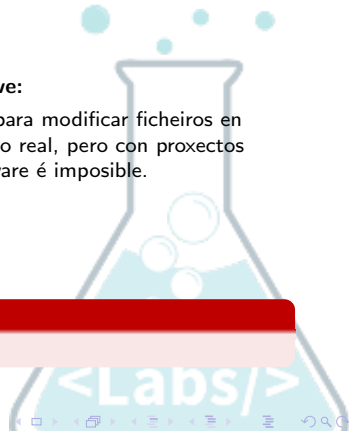 ve:
para modificar ficheiros en
o real, pero con proxectos
are é imposible.
<Labs/>